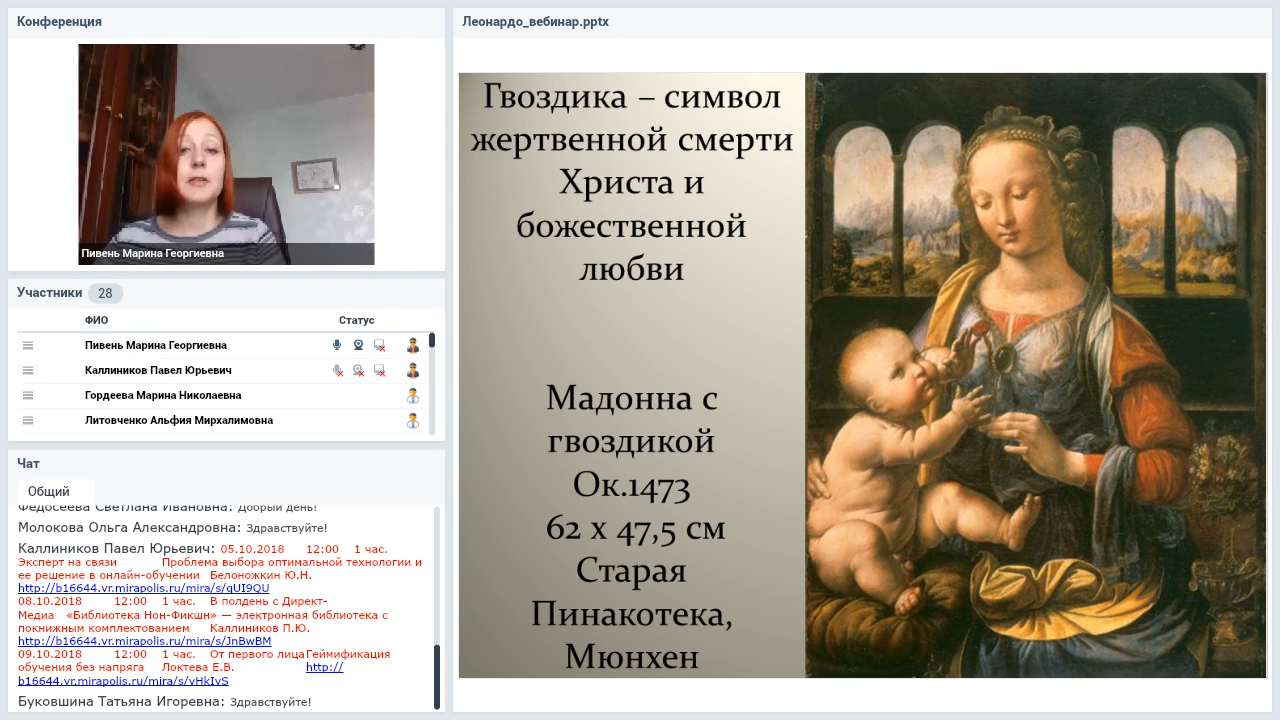 Конференция
Пивень Марина Георгиевна
Участники 28
ФИО Статус
Пивень Марина Георгиевна
Каллиников Павел Юрьевич
Гордеева Марина Николаевна
Литовченко Альфия Мирхалимовна
Чат
Общий
Федосеева Светлана Ивановна: Добрый день!
Молокова Ольга Александровна: Здравствуйте!
Каллиников Павел Юрьевич: 05.10.2018 12:00 1 час.
Эксперт на связи Проблема выбора оптимальной технологии и
ее решение в онлайн-обучении Белоножкин Ю.Н.
http://b16644.vr.mirapolis.ru/mira/s/qUI9QU
08.10.2018 12:00 1 час. В полдень с Директ-
Медиа «Библиотека Нон-Фикшн» — электронная библиотека с
покнижным комплектованием Каллиников П.Ю.
http://b16644.vr.mirapolis.ru/mira/s/JnBwBM
09.10.2018 12:00 1 час. От первого лицаГеймификация
обучения без напряга Локтева Е.В. http://
b16644.vr.mirapolis.ru/mira/s/vHkIvS
Буковшина Татьяна Игоревна: Здравствуйте!
Леонардо_вебинар.pptx
Гвоздика – символ
жертвенной смерти
Христа и
божественной
любви
Мадонна с
гвоздикой
Ок.1473
62 x 47,5 см
Старая
Пинакотека,
Мюнхен